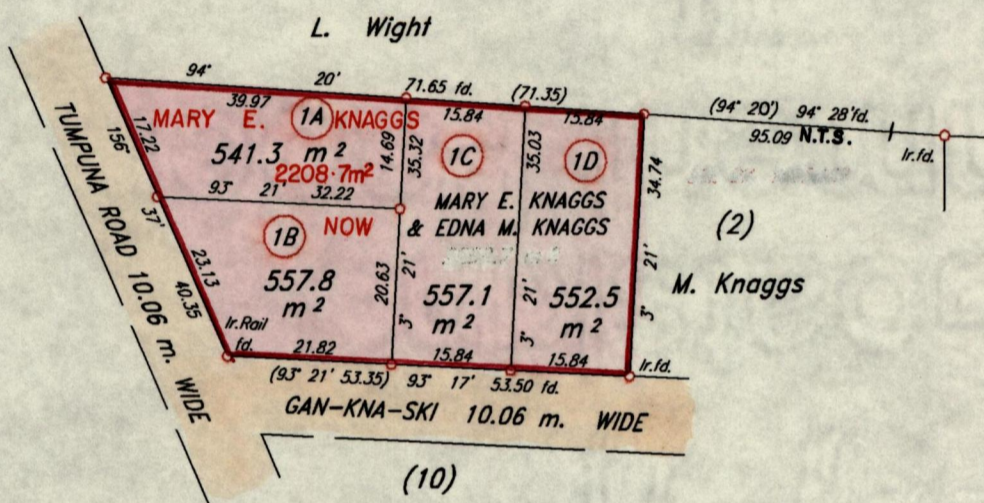 L. Wight
94° 20' 71.65 fd. (71.35) (94° 20') 94° 28' fd.
39.97 15.84 15.84 95.09 N.T.S.
Ir.fd.
MARY E. 1A KNAGGS
541.3 m²
2208.7m²
17.22
14.69
35.32
35.03
34.74
1C
1D
93° 21' 32.22
MARY E. KNAGGS
& EDNA M. KNAGGS
NOW
1B
557.8
m²
557.1
m²
552.5
m²
(2)
M. Knaggs
TUMPUNA ROAD 10.06 m. WIDE
156° 37' 40.35
23.13
20.63
3° 21'
3° 21'
3° 21'
Ir.Rail
fd.
21.82 15.84 15.84 Ir.fd.
(93° 21' 53.35) 93° 17' 53.50 fd.
GAN-KNA-SKI 10.06 m. WIDE
(10)